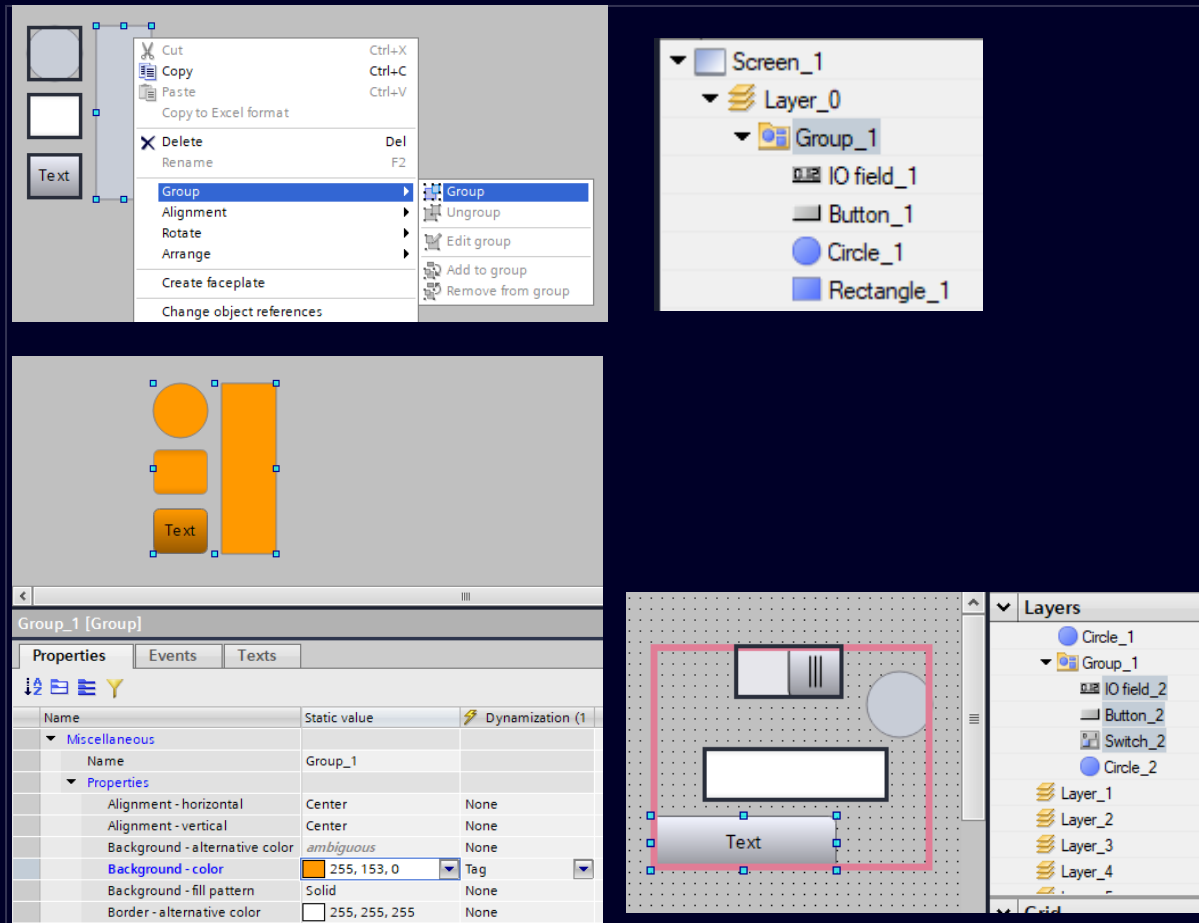 Cut Ctrl+X
Copy Ctrl+C
Paste Ctrl+V
Copy to Excel format
Delete Del
Rename F2
Text
Group
Alignment
Rotate
Arrange
Create faceplate
Change object references
Group
Ungroup
Edit group
Add to group
Remove from group
Screen_1
Layer_0
Group_1
IO field_1
Button_1
Circle_1
Rectangle_1
Text
Group_1 [Group]
Properties Events Texts
Name Static value Dynamization (1
Miscellaneous
Name Group_1
Properties
Alignment - horizontal Center None
Alignment - vertical Center None
Background - alternative color ambiguous None
Background - color 255, 153, 0 Tag
Background - fill pattern Solid None
Border - alternative color 255, 255, 255 None
Text
Layers
Circle_1
Group_1
IO field_2
Button_2
Switch_2
Circle_2
Layer_1
Layer_2
Layer_3
Layer_4